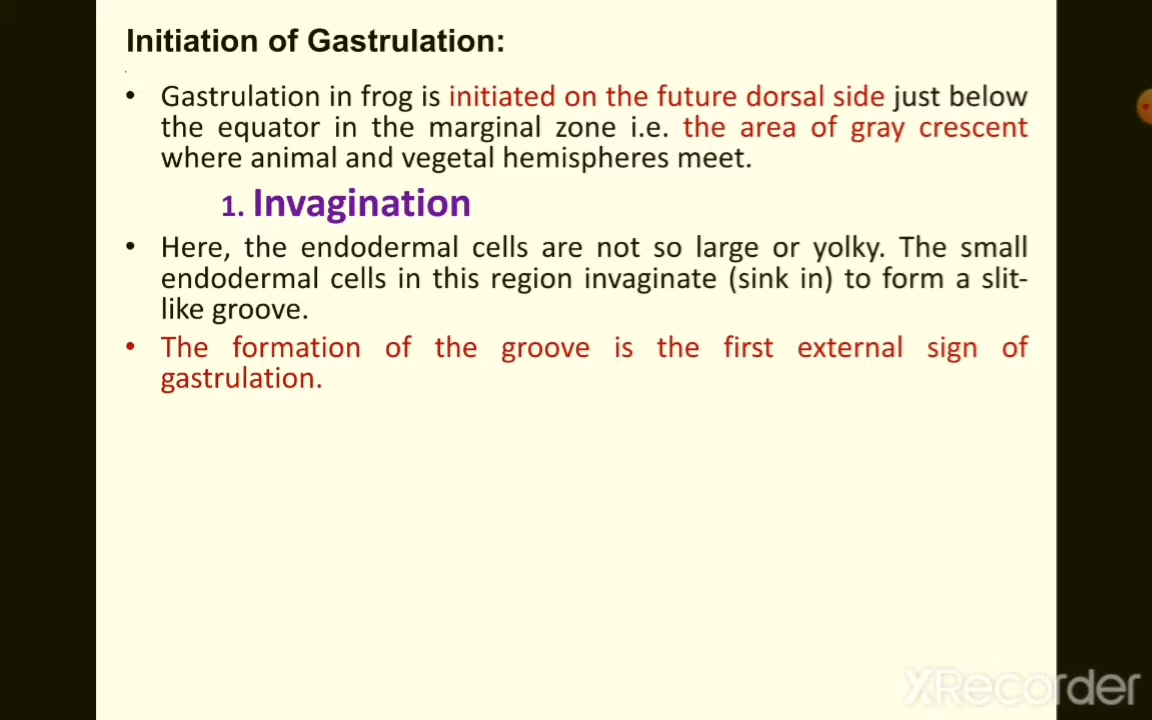 Initiation of Gastrulation:
• Gastrulation in frog is initiated on the future dorsal side just below
the equator in the marginal zone i.e. the area of gray crescent
where animal and vegetal hemispheres meet.
1. Invagination
• Here, the endodermal cells are not so large or yolky. The small
endodermal cells in this region invaginate (sink in) to form a slit-
like groove.
• The formation of the groove is the first external sign of
gastrulation.
XRecorder